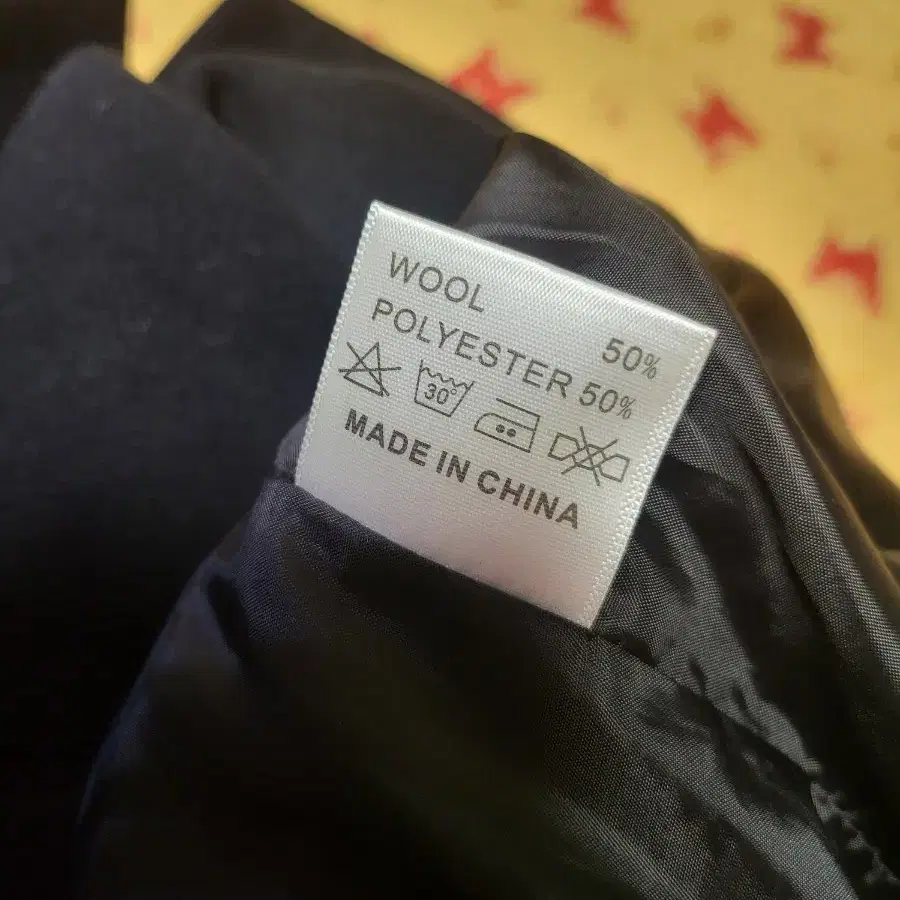 WOOL 50%
POLYESTER 50%
30°
MADE IN CHINA